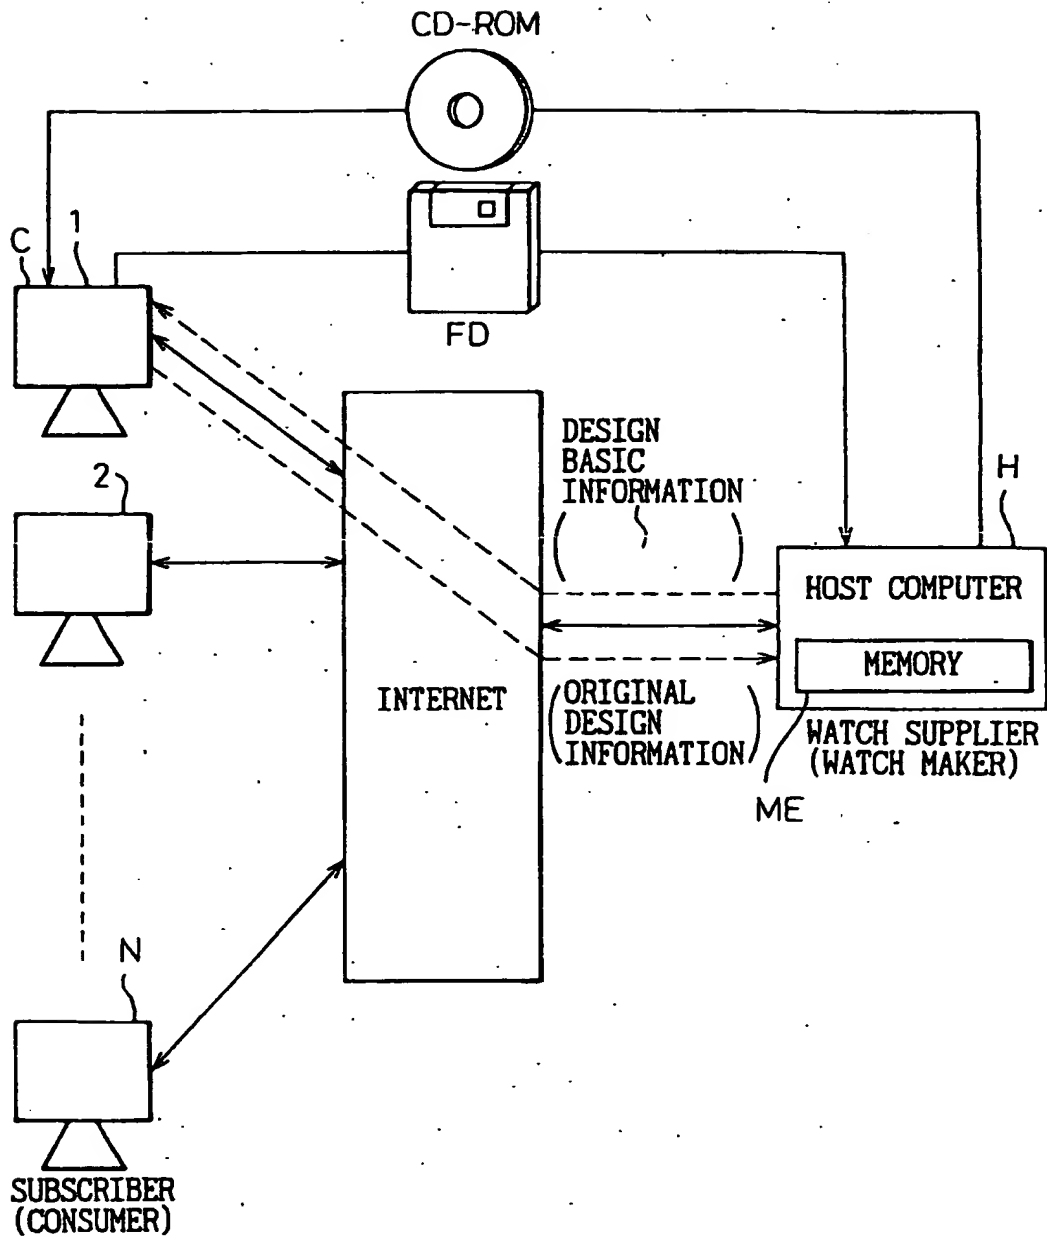 CD-ROM
C
1
FD
2
DESIGN
BASIC
INFORMATION
H
HOST COMPUTER
MEMORY
INTERNET
ORIGINAL
DESIGN
INFORMATION
WATCH SUPPLIER
(WATCH MAKER)
ME
N
SUBSCRIBER
(CONSUMER)